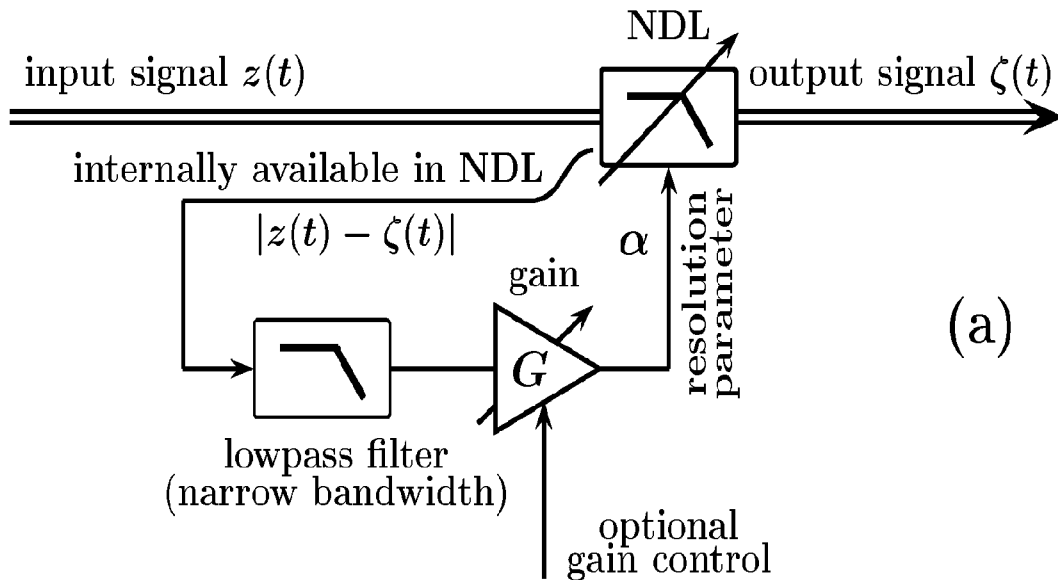 NDL
input signal z(t)
output signal ζ(t)
internally available in NDL
|z(t) − ζ(t)|
α
resolution
parameter
gain
G
(a)
lowpass filter
(narrow bandwidth)
optional
gain control